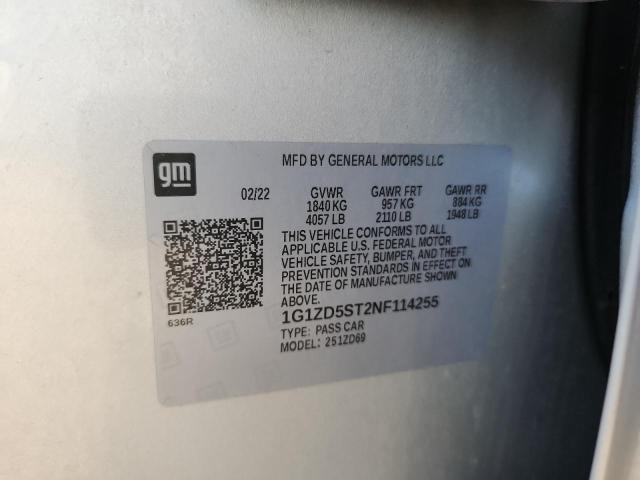 gm
MFD BY GENERAL MOTORS LLC
02/22 GVWR GAWR FRT GAWR RR
1840 KG 957 KG 884 KG
4057 LB 2110 LB 1948 LB
THIS VEHICLE CONFORMS TO ALL
APPLICABLE U.S. FEDERAL MOTOR
VEHICLE SAFETY, BUMPER, AND THEFT
PREVENTION STANDARDS IN EFFECT ON
THE DATE OF MANUFACTURE SHOWN
ABOVE.
636R
1G1ZD5ST2NF114255
TYPE: PASS CAR
MODEL: 251ZD69